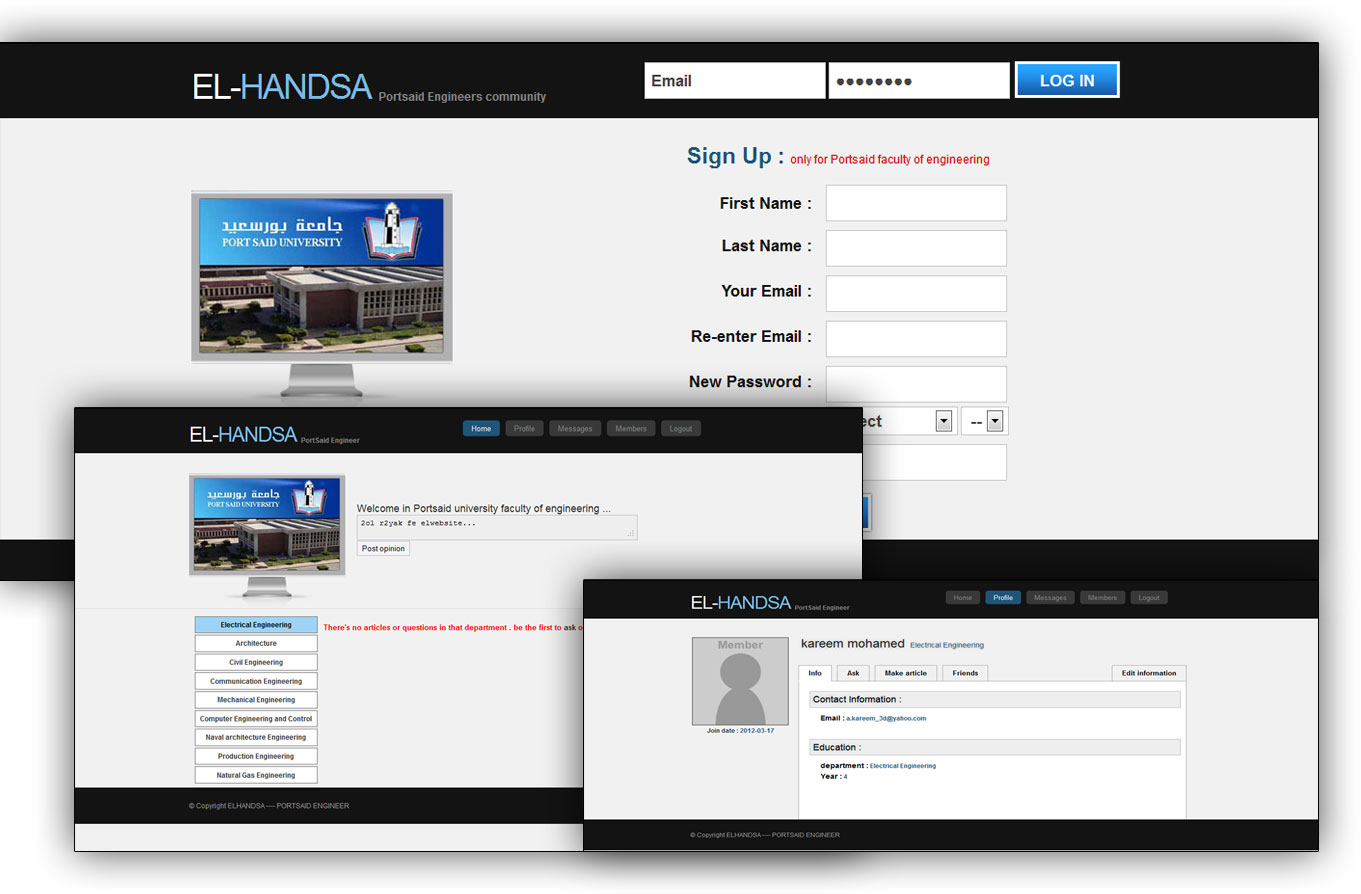 EL-HANDSA Portsaid Engineers community
Email
●●●●●●●●
LOG IN
Sign Up : only for Portsaid faculty of engineering
First Name :
Last Name :
Your Email :
Re-enter Email :
New Password :
ect
--
جامعة بورسعيد
PORT SAID UNIVERSITY
EL-HANDSA PortSaid Engineer
Home
Profile
Messages
Members
Logout
جامعة بورسعيد
PORT SAID UNIVERSITY
Welcome in Portsaid university faculty of engineering ...
2ol r2yak fe elwebsite...
Post opinion
Electrical Engineering
Architecture
Civil Engineering
Communication Engineering
Mechanical Engineering
Computer Engineering and Control
Naval architecture Engineering
Production Engineering
Natural Gas Engineering
There's no articles or questions in that department . be the first to ask o
© Copyright ELHANDSA ---- PORTSAID ENGINEER
EL-HANDSA PortSaid Engineer
Home
Profile
Messages
Members
Logout
Member
Join date : 2012-03-17
kareem mohamed Electrical Engineering
Info
Ask
Make article
Friends
Edit information
Contact Information :
Email : a.kareem_3d@yahoo.com
Education :
department : Electrical Engineering
Year : 4
© Copyright ELHANDSA ---- PORTSAID ENGINEER